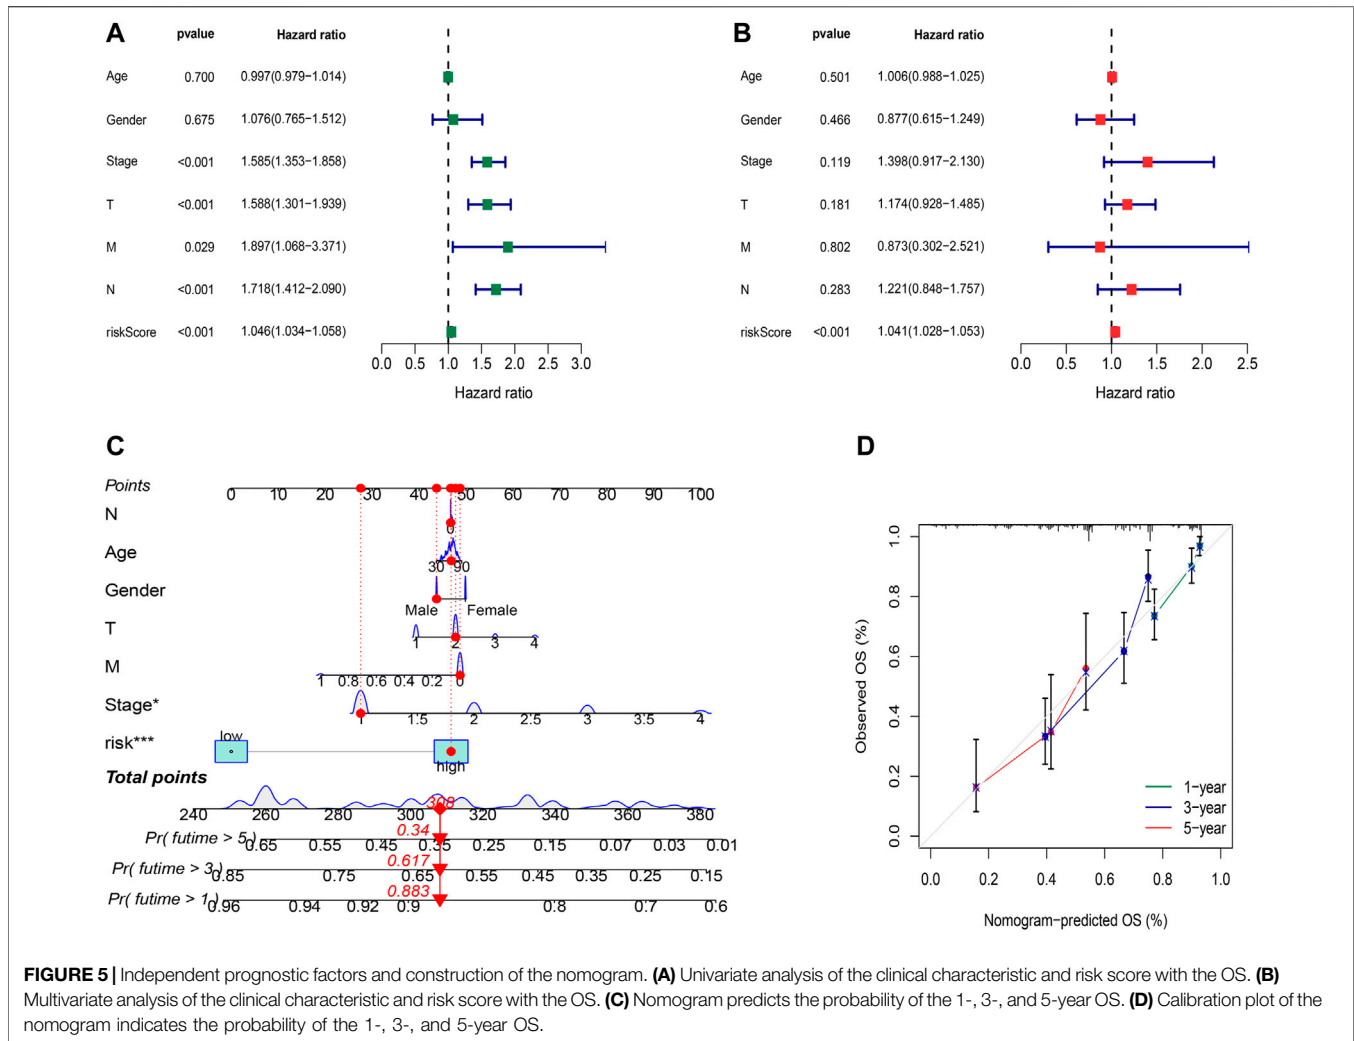 A pvalue Hazard ratio
Age 0.700 0.997(0.979−1.014)
Gender 0.675 1.076(0.765−1.512)
Stage <0.001 1.585(1.353−1.858)
T <0.001 1.588(1.301−1.939)
M 0.029 1.897(1.068−3.371)
N <0.001 1.718(1.412−2.090)
riskScore <0.001 1.046(1.034−1.058)
0.0 0.5 1.0 1.5 2.0 2.5 3.0
Hazard ratio
B pvalue Hazard ratio
Age 0.501 1.006(0.988−1.025)
Gender 0.466 0.877(0.615−1.249)
Stage 0.119 1.398(0.917−2.130)
T 0.181 1.174(0.928−1.485)
M 0.802 0.873(0.302−2.521)
N 0.283 1.221(0.848−1.757)
riskScore <0.001 1.041(1.028−1.053)
0.0 0.5 1.0 1.5 2.0 2.5
Hazard ratio
C
Points 0 10 20 30 40 50 60 70 80 90 100
N
0
Age
30 90
Gender
Male Female
T
1 2 3 4
M
1 0.8 0.6 0.4 0.2 0
Stage*
1 1.5 2 2.5 3 3.5 4
risk***
low
high
Total points
308
240 260 280 300 320 340 360 380
0.34
Pr( futime > 5 ) 0.65 0.55 0.45 0.35 0.25 0.15 0.07 0.03 0.01
0.617
Pr( futime > 3 ) 0.85 0.75 0.65 0.55 0.45 0.35 0.25 0.15
0.883
Pr( futime > 1 ) 0.96 0.94 0.92 0.9 0.8 0.7 0.6
D
Observed OS (%)
1.0
0.8
0.6
0.4
0.2
0.0
1-year
3-year
5-year
0.0 0.2 0.4 0.6 0.8 1.0
Nomogram−predicted OS (%)
FIGURE 5 | Independent prognostic factors and construction of the nomogram. (A) Univariate analysis of the clinical characteristic and risk score with the OS. (B)
Multivariate analysis of the clinical characteristic and risk score with the OS. (C) Nomogram predicts the probability of the 1-, 3-, and 5-year OS. (D) Calibration plot of the
nomogram indicates the probability of the 1-, 3-, and 5-year OS.